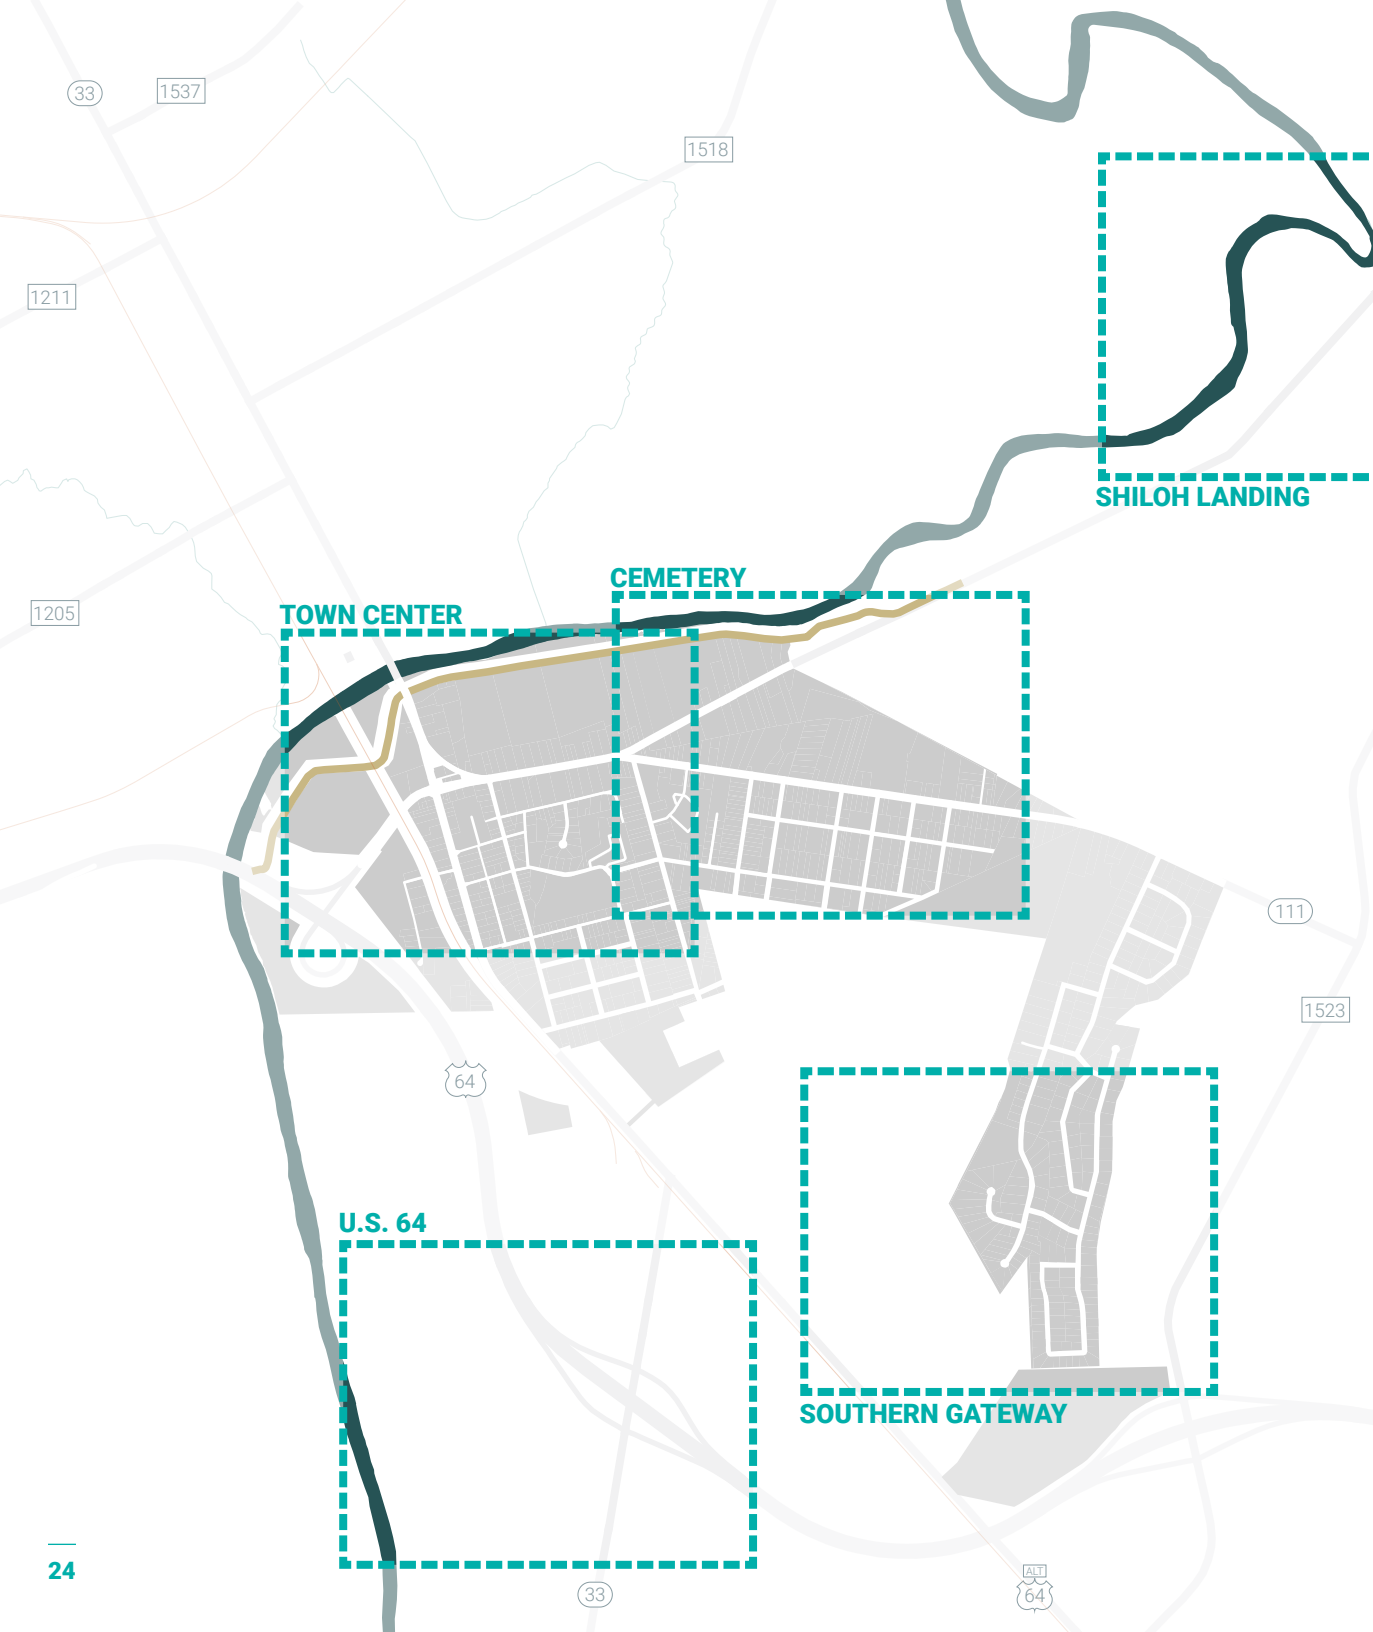 33
1537
1518
1211
SHILOH LANDING
CEMETERY
1205
TOWN CENTER
111
1523
64
U.S. 64
SOUTHERN GATEWAY
24
33
ALT
64